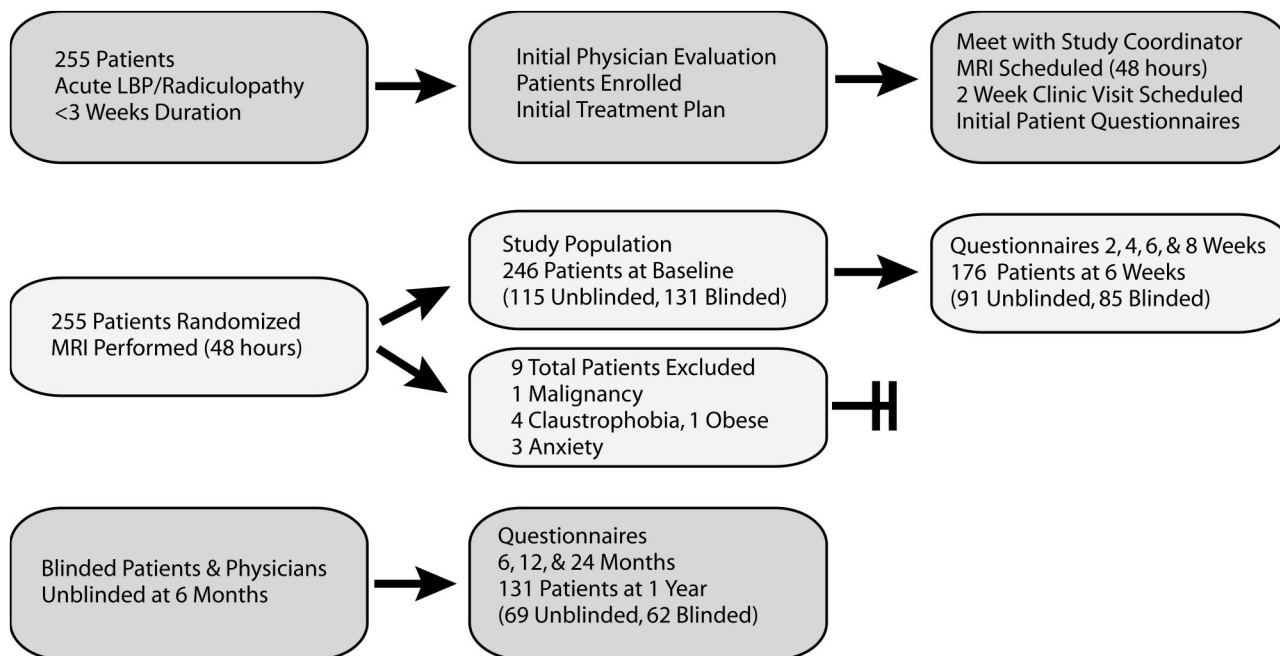 255 Patients
Acute LBP/Radiculopathy
<3 Weeks Duration
Initial Physician Evaluation
Patients Enrolled
Initial Treatment Plan
Meet with Study Coordinator
MRI Scheduled (48 hours)
2 Week Clinic Visit Scheduled
Initial Patient Questionnaires
255 Patients Randomized
MRI Performed (48 hours)
Study Population
246 Patients at Baseline
(115 Unblinded, 131 Blinded)
Questionnaires 2, 4, 6, & 8 Weeks
176 Patients at 6 Weeks
(91 Unblinded, 85 Blinded)
9 Total Patients Excluded
1 Malignancy
4 Claustrophobia, 1 Obese
3 Anxiety
Blinded Patients & Physicians
Unblinded at 6 Months
Questionnaires
6, 12, & 24 Months
131 Patients at 1 Year
(69 Unblinded, 62 Blinded)